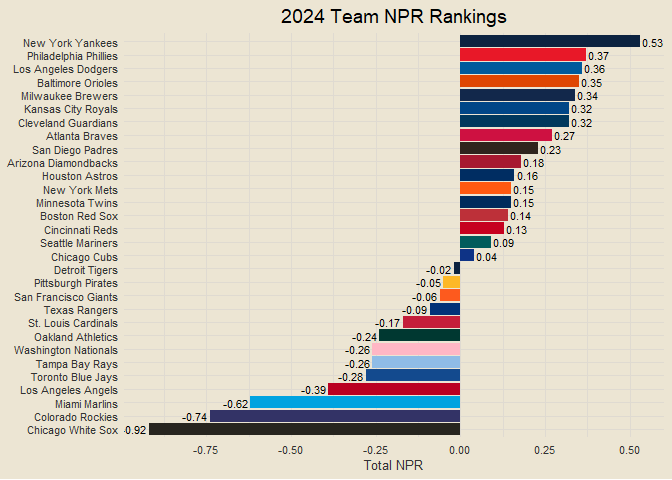 2024 Team NPR Rankings
New York Yankees 0.53
Philadelphia Phillies 0.37
Los Angeles Dodgers 0.36
Baltimore Orioles 0.35
Milwaukee Brewers 0.34
Kansas City Royals 0.32
Cleveland Guardians 0.32
Atlanta Braves 0.27
San Diego Padres 0.23
Arizona Diamondbacks 0.18
Houston Astros 0.16
New York Mets 0.15
Minnesota Twins 0.15
Boston Red Sox 0.14
Cincinnati Reds 0.13
Seattle Mariners 0.09
Chicago Cubs 0.04
Detroit Tigers -0.02
Pittsburgh Pirates -0.05
San Francisco Giants -0.06
Texas Rangers -0.09
St. Louis Cardinals -0.17
Oakland Athletics -0.24
Washington Nationals -0.26
Tampa Bay Rays -0.26
Toronto Blue Jays -0.28
Los Angeles Angels -0.39
Miami Marlins -0.62
Colorado Rockies -0.74
Chicago White Sox -0.92
-0.75 -0.50 -0.25 0.00 0.25 0.50
Total NPR